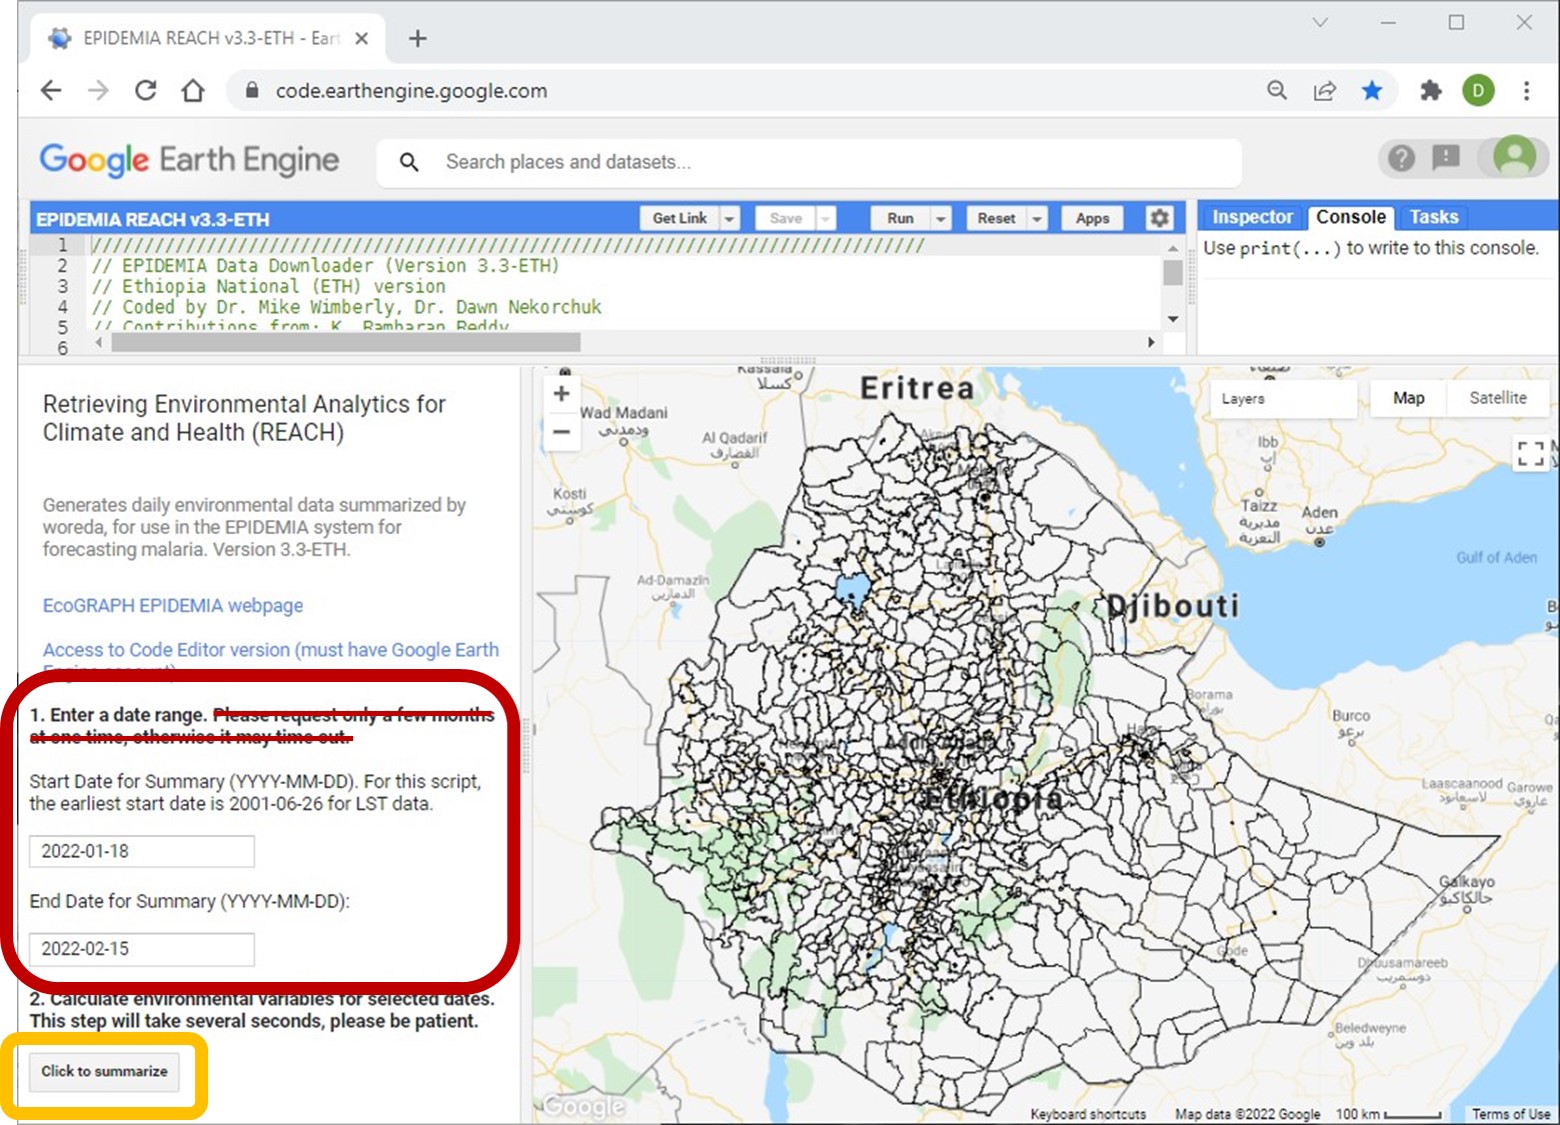 EPIDEMIA REACH v3.3-ETH - Eart
code.earthengine.google.com
D
Google Earth Engine
Search places and datasets...
EPIDEMIA REACH v3.3-ETH
Get Link
Save
Run
Reset
Apps
Inspector
Console
Tasks
1 ////////////////////////////////////////////////////////////////////////////////
2 // EPIDEMIA Data Downloader (Version 3.3-ETH)
3 // Ethiopia National (ETH) version
4 // Coded by Dr. Mike Wimberly, Dr. Dawn Nekorchuk
5 // Contributions from: K. Ramharan Reddy
6
Use print(...) to write to this console.
Retrieving Environmental Analytics for
Climate and Health (REACH)
Generates daily environmental data summarized by
woreda, for use in the EPIDEMIA system for
forecasting malaria. Version 3.3-ETH.
EcoGRAPH EPIDEMIA webpage
Access to Code Editor version (must have Google Earth
Engine account)
1. Enter a date range. Please request only a few months
at one time, otherwise it may time out.
Start Date for Summary (YYYY-MM-DD). For this script,
the earliest start date is 2001-06-26 for LST data.
2022-01-18
End Date for Summary (YYYY-MM-DD):
2022-02-15
2. Calculate environmental variables for selected dates.
This step will take several seconds, please be patient.
Click to summarize
+
−
Layers
Map
Satellite
Kassala
كسلا
Eritrea
Wad Madani
ودمدني
Al Qadarif
القضارف
Kosti
كوستي
Ad-Damazin
الدمازين
Ibb
إب
Taizz
مديرية
التعزية
Aden
عدن
Gulf of Aden
Djibouti
Borama
Burco
برعو
Laascaanood
لاسعانود
Garowe
غاروي
Ethiopia
Galkayo
جالكاكيو
Gode
Dhuusamareeb
دوسمريب
Beledweyne
بلد وين
Google
Keyboard shortcuts
Map data ©2022 Google
100 km
Terms of Use